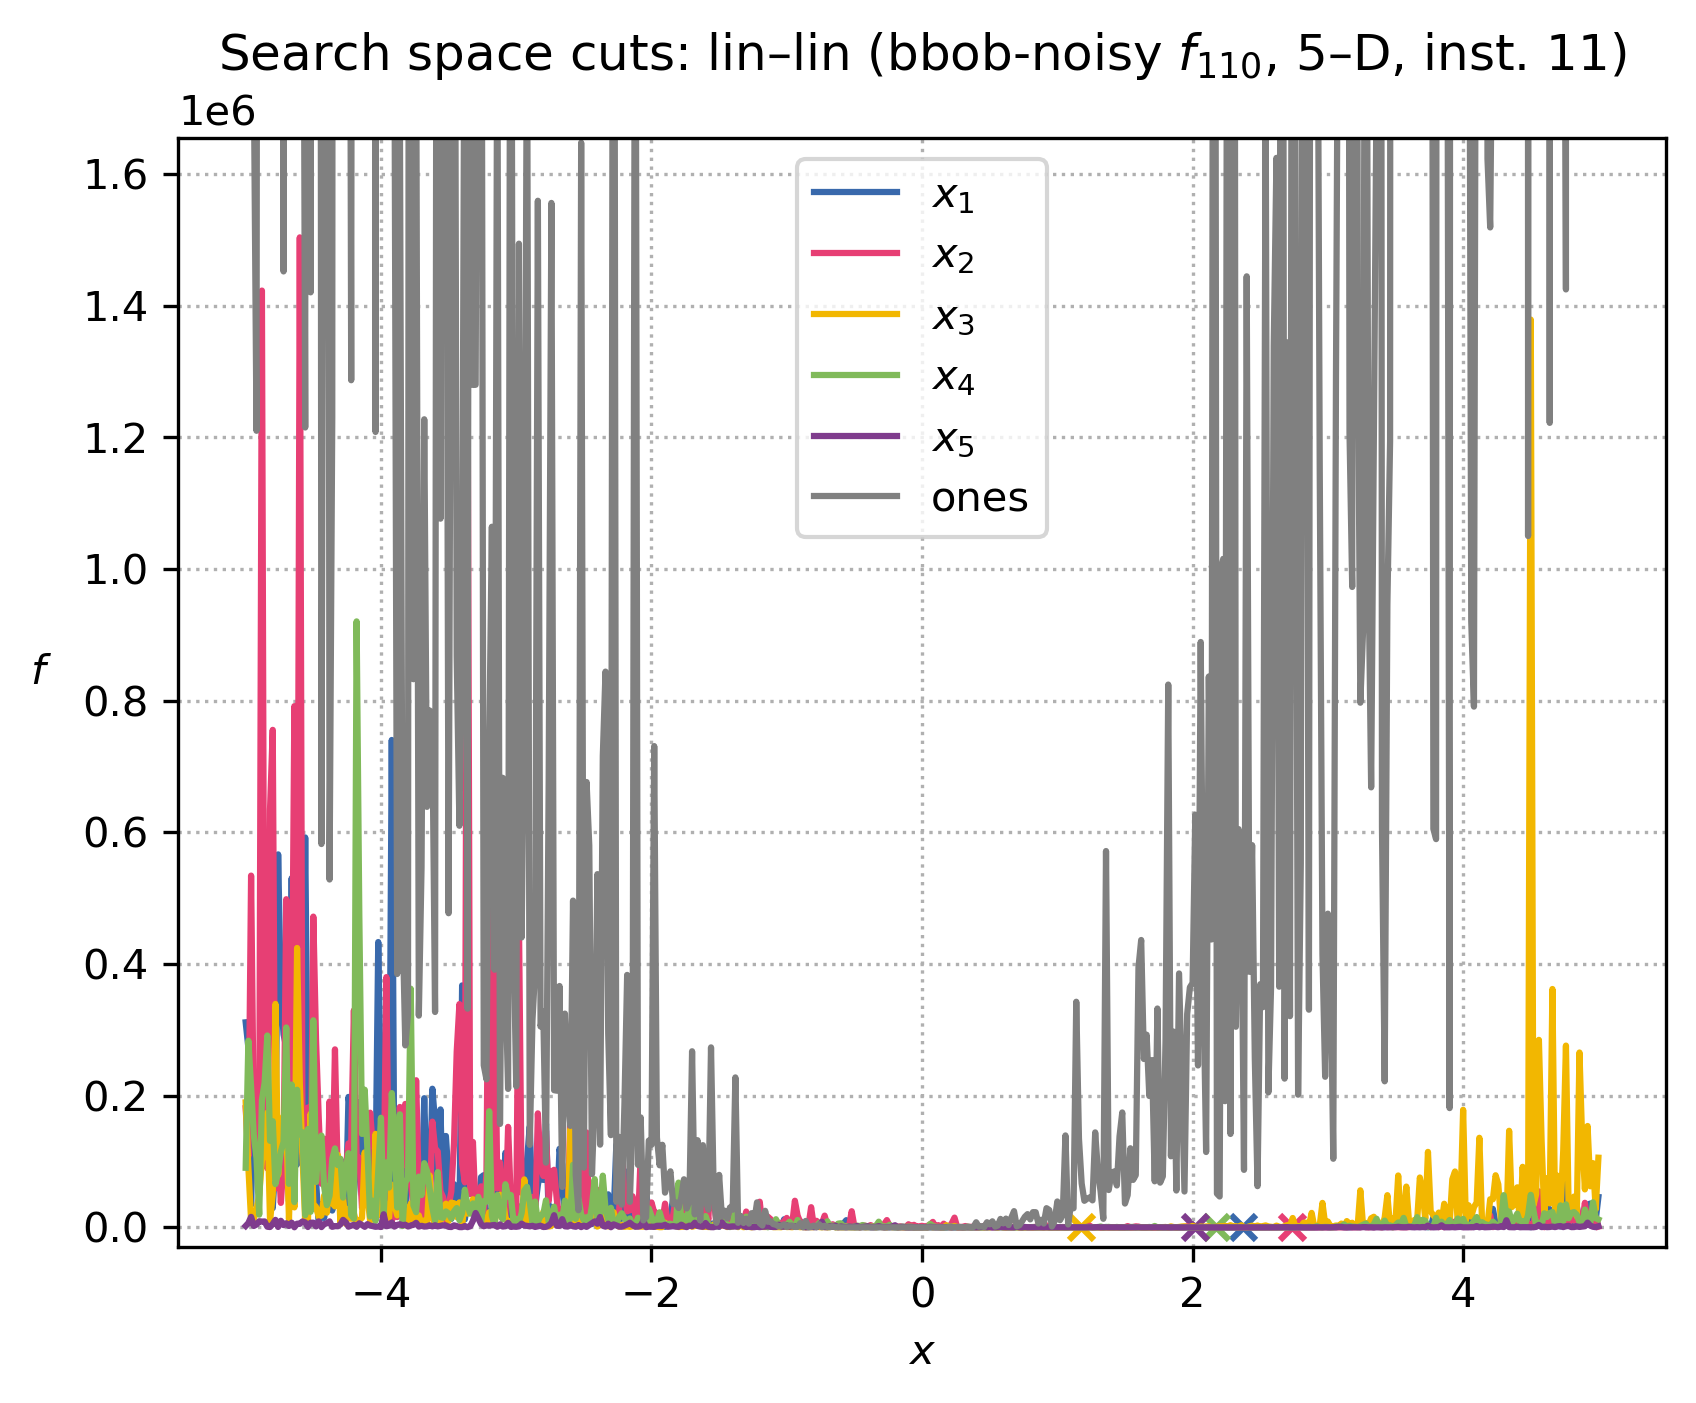 Search space cuts: lin–lin (bbob-noisy f₁₁₀, 5–D, inst. 11)
1e6
1.6
1.4
1.2
1.0
0.8
0.6
0.4
0.2
0.0
f
x₁
x₂
x₃
x₄
x₅
ones
−4 −2 0 2 4
x